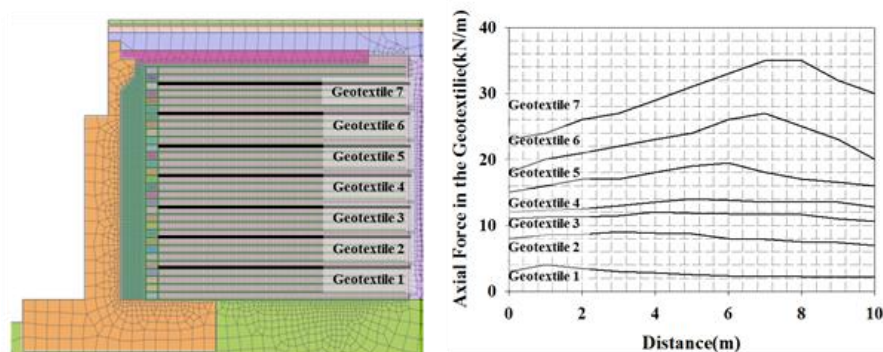 Geotextile 7
Geotextile 6
Geotextile 5
Geotextile 4
Geotextile 3
Geotextile 2
Geotextile 1
Axial Force in the Geotextilie(kN/m)
40
30
20
10
0
Geotextile 7
Geotextile 6
Geotextile 5
Geotextile 4
Geotextile 3
Geotextile 2
Geotextile 1
0 2 4 6 8 10
Distance(m)